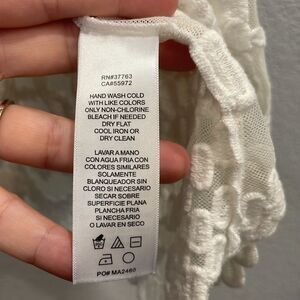 RN#37763
CA#55972
HAND WASH COLD
WITH LIKE COLORS
ONLY NON-CHLORINE
BLEACH IF NEEDED
DRY FLAT
COOL IRON OR
DRY CLEAN
LAVAR A MANO
CON AGUA FRIA CON
COLORES SIMILARES
SOLAMENTE
BLANQUEADOR SIN
CLORO SI NECESARIO
SECAR SOBRE
SUPERFICIE PLANA
PLANCHA FRIA
SI NECESARIO
O LAVAR EN SECO
PO# MA2460